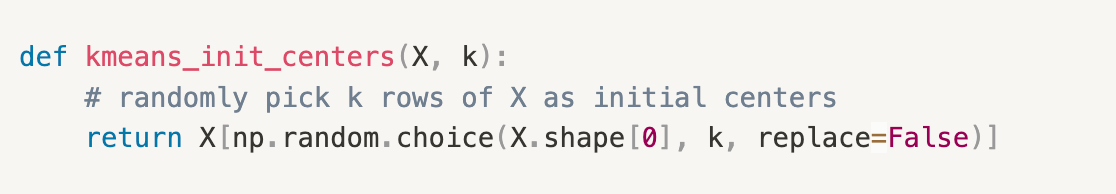 def kmeans_init_centers(X, k):
    # randomly pick k rows of X as initial centers
    return X[np.random.choice(X.shape[0], k, replace=False)]